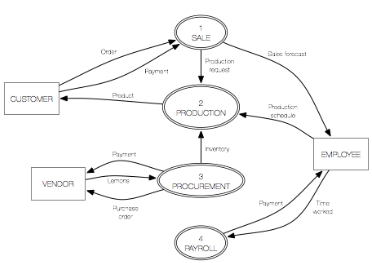 1
SALE
Order
Sales forecast
Payment
Production
request
Product
CUSTOMER
2
PRODUCTION
Production
schedule
Inventory
EMPLOYEE
Payment
VENDOR
Lemons
3
PROCUREMENT
Purchase
order
Payment
Time
worked
4
PAYROLL